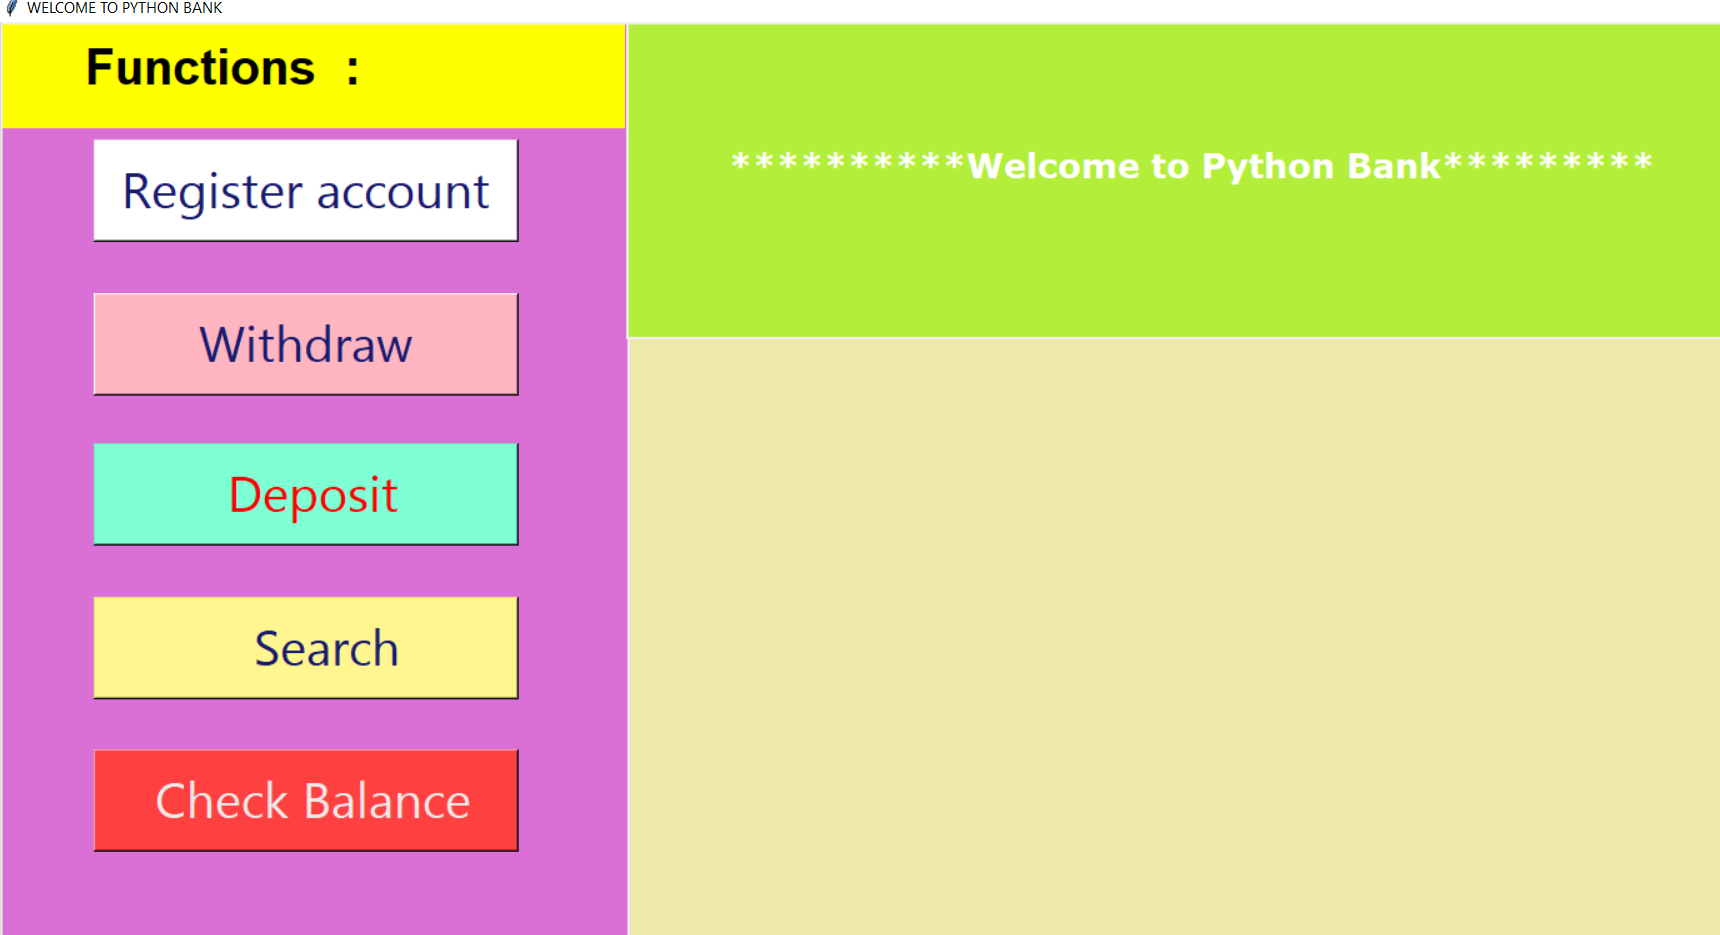 WELCOME TO PYTHON BANK
Functions :
Register account
Withdraw
Deposit
Search
Check Balance
**********Welcome to Python Bank*********